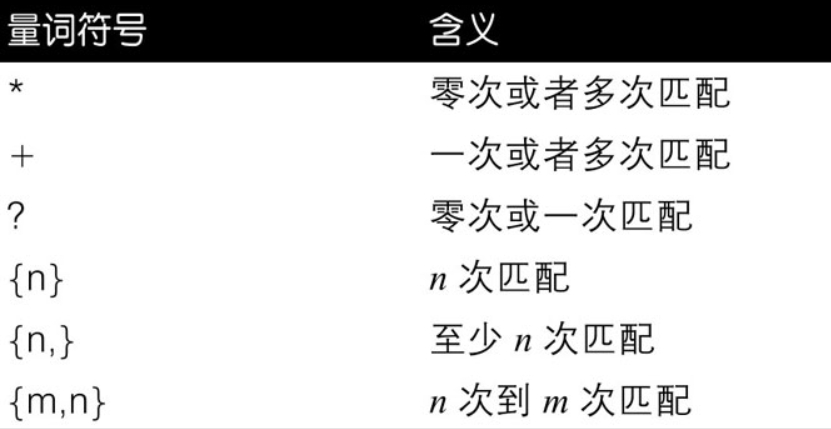 量词符号 含义
* 零次或者多次匹配
+ 一次或者多次匹配
? 零次或一次匹配
{n} n 次匹配
{n,} 至少 n 次匹配
{m,n} n 次到 m 次匹配